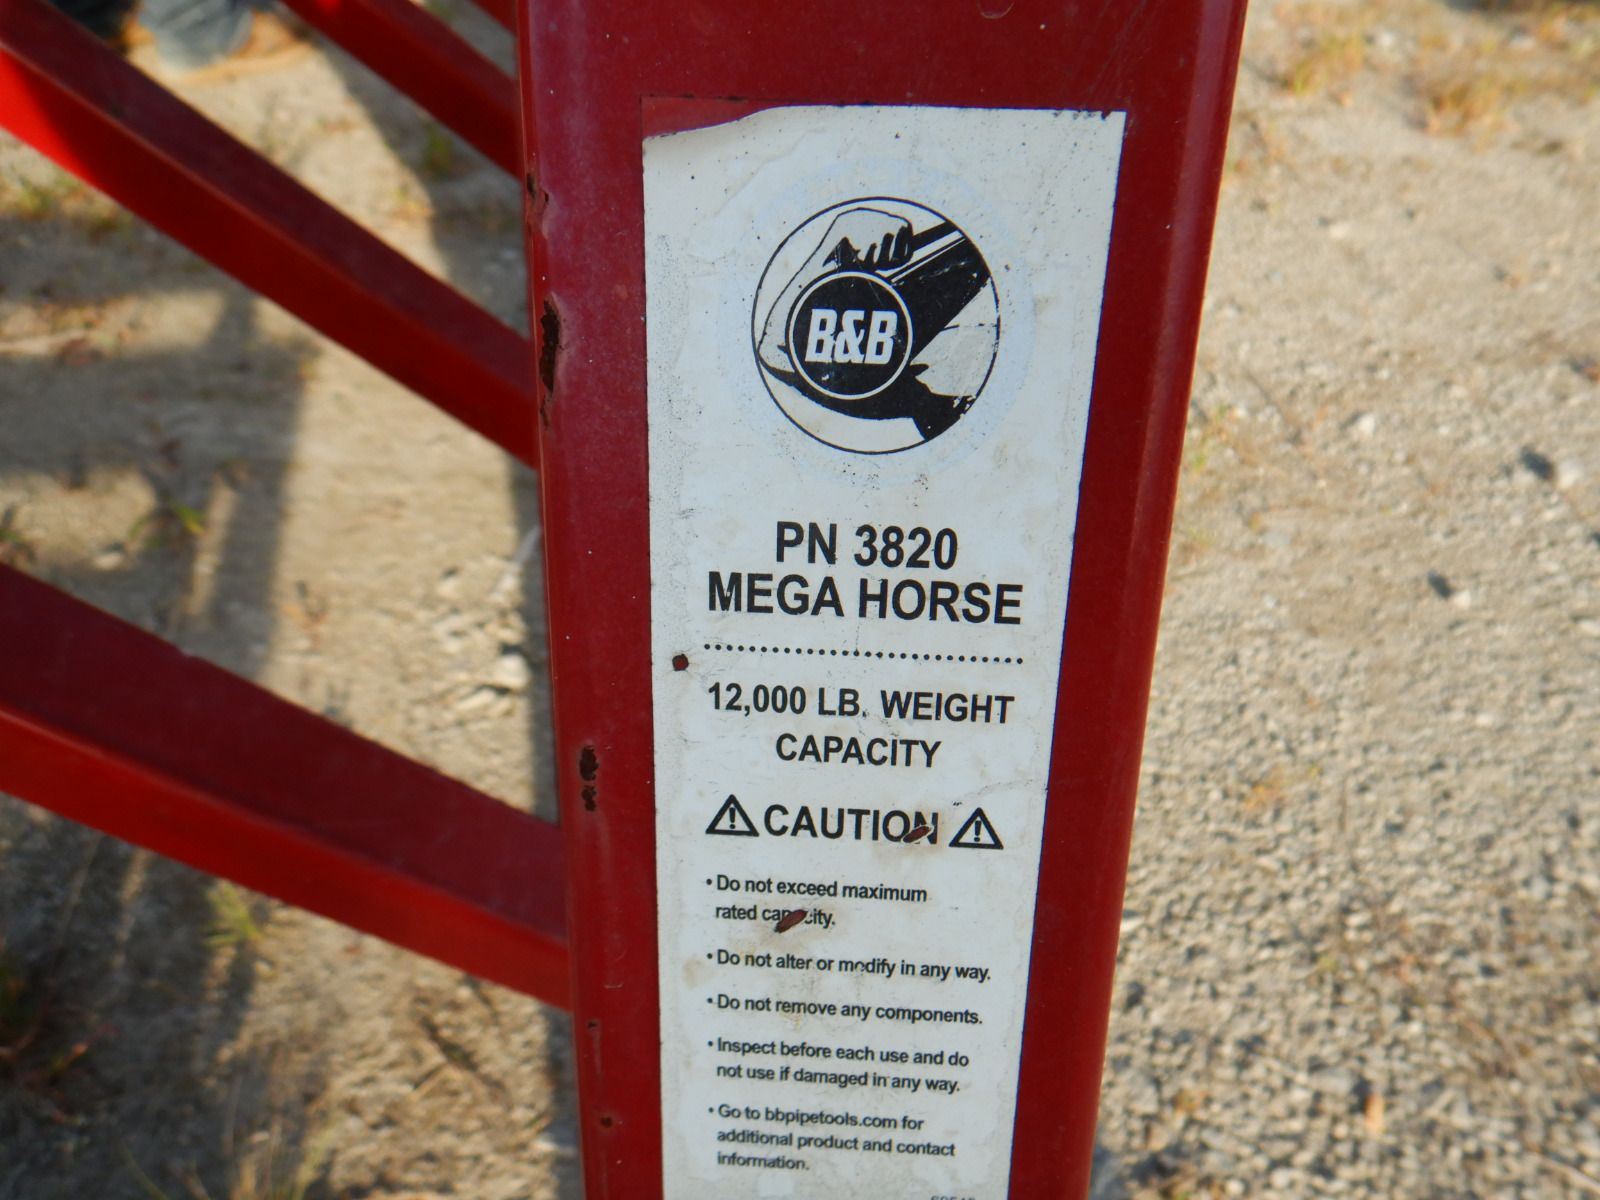 B&B
PN 3820
MEGA HORSE
12,000 LB. WEIGHT
CAPACITY
CAUTION
• Do not exceed maximum
rated capacity.
• Do not alter or modify in any way.
• Do not remove any components.
• Inspect before each use and do
not use if damaged in any way.
• Go to bbpipetools.com for
additional product and contact
information.